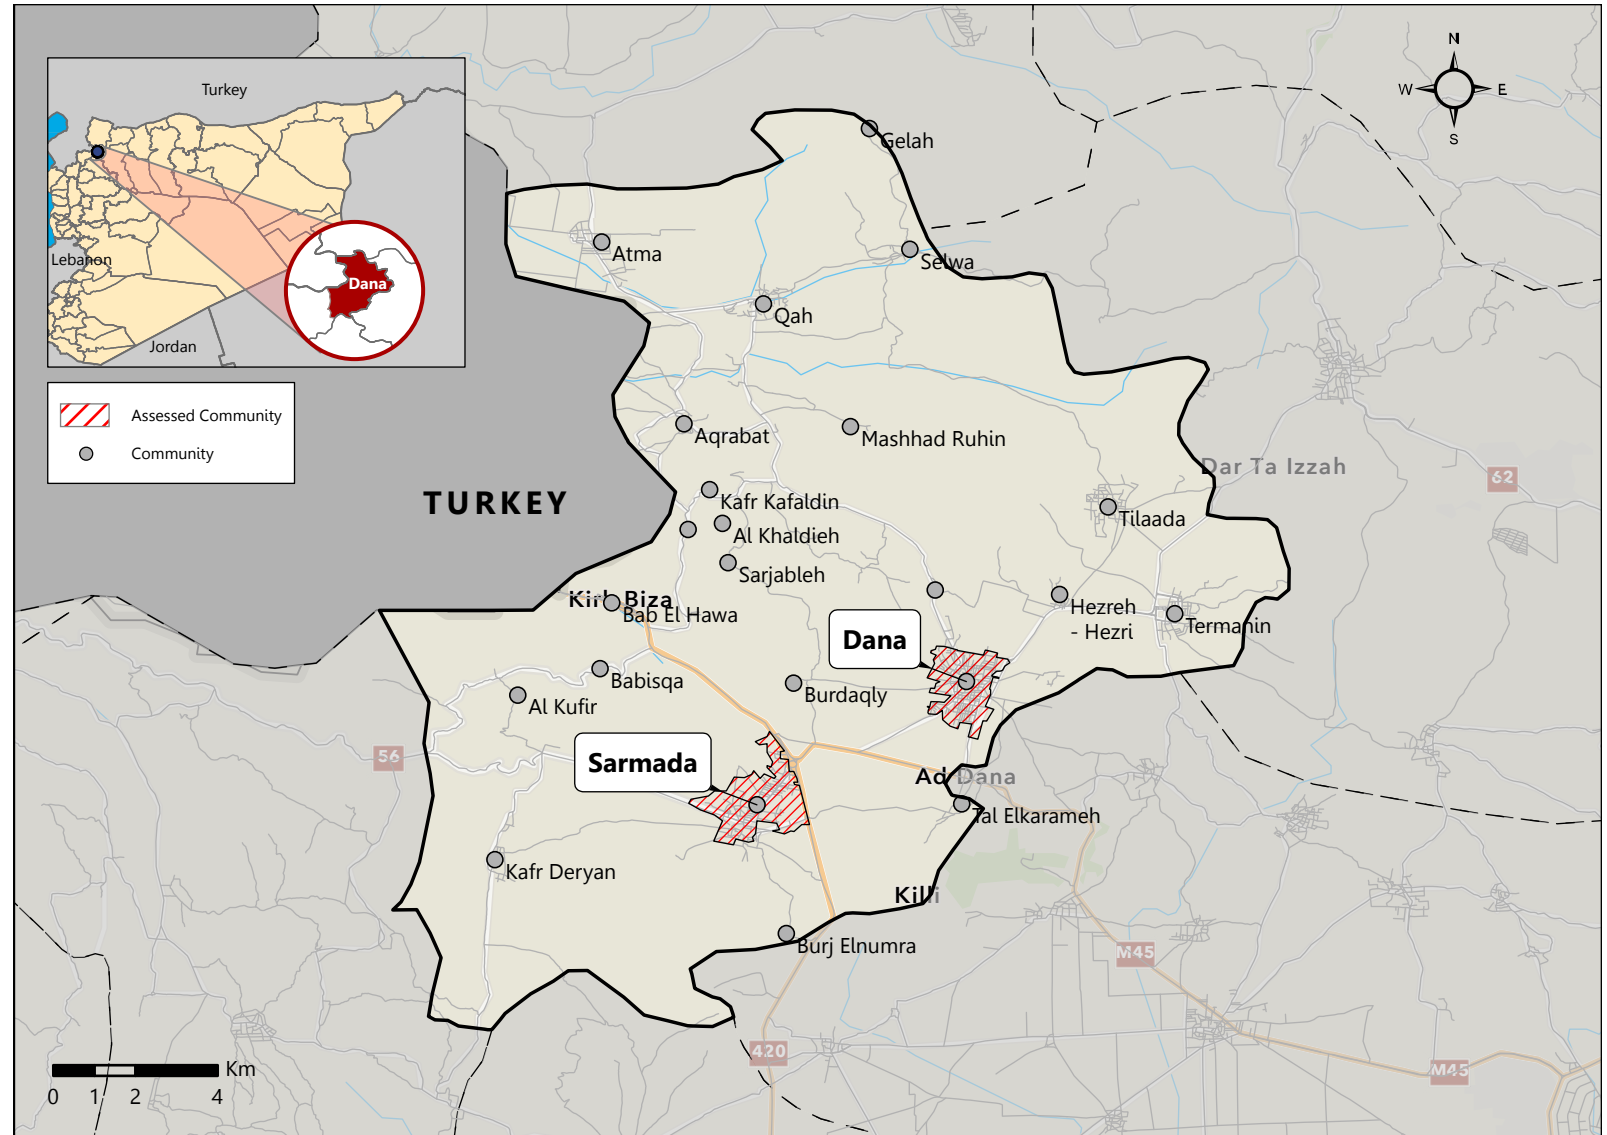 N
W
E
S
Turkey
Lebanon
Dana
Jordan
Assessed Community
Community
TURKEY
Gelah
Atma
Selwa
Qah
Aqrabat
Mashhad Ruhin
Dar Ta Izzah
62
Kafr Kafaldin
Tilaada
Al Khaldieh
Sarjableh
Kirb Biza
Bab El Hawa
Hezreh
- Hezri
Termanin
Dana
Babisqa
Burdaqly
Al Kufir
56
Sarmada
Ad Dana
Tal Elkarameh
Kafr Deryan
Killi
Burj Elnumra
M45
420
M45
Km
0 1 2 4